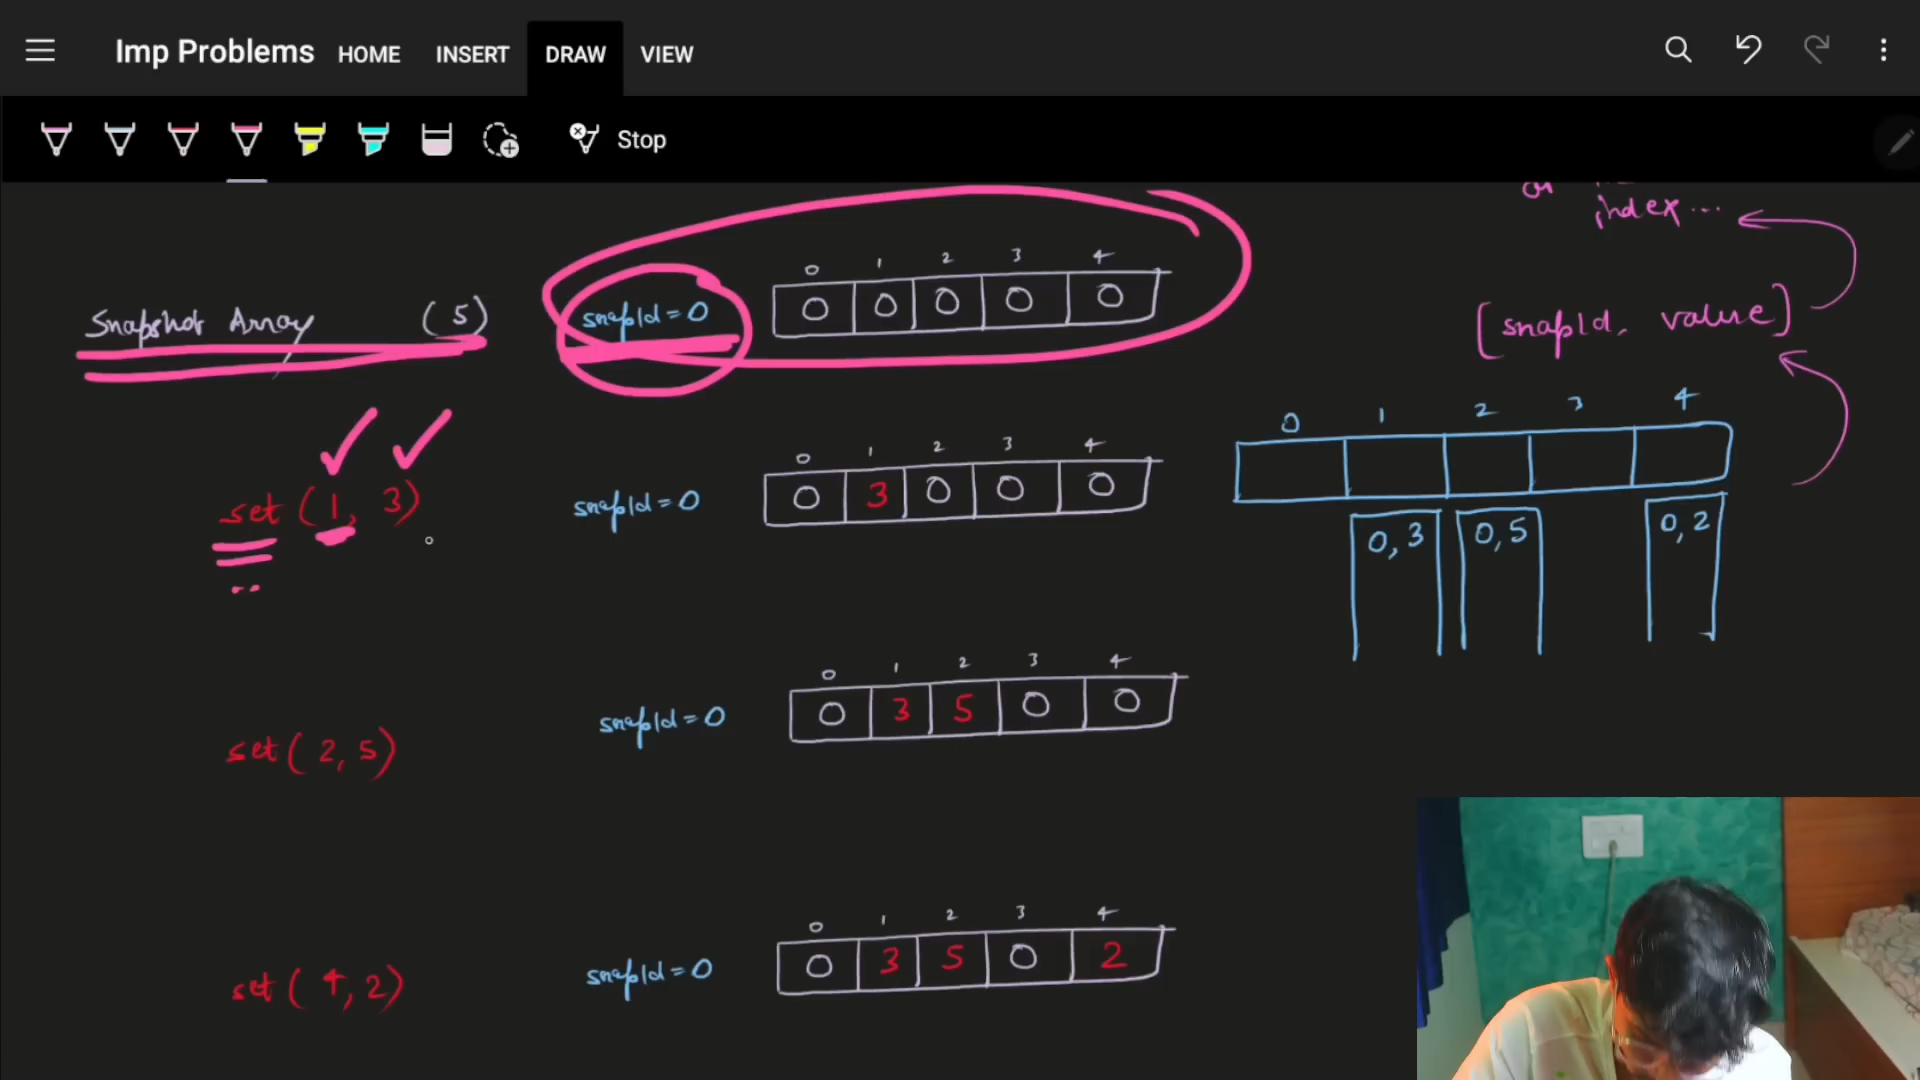 Imp Problems HOME INSERT DRAW VIEW
Stop
index...
Snapshot Array (5)
snapId = 0
0 1 2 3 4
0 0 0 0 0
[snapId, value]
set (1, 3)
snapId = 0
0 1 2 3 4
0 3 0 0 0
0 1 2 3 4
0, 3 0, 5 0, 2
set (2, 5)
snapId = 0
0 1 2 3 4
0 3 5 0 0
set (4, 2)
snapId = 0
0 1 2 3 4
0 3 5 0 2